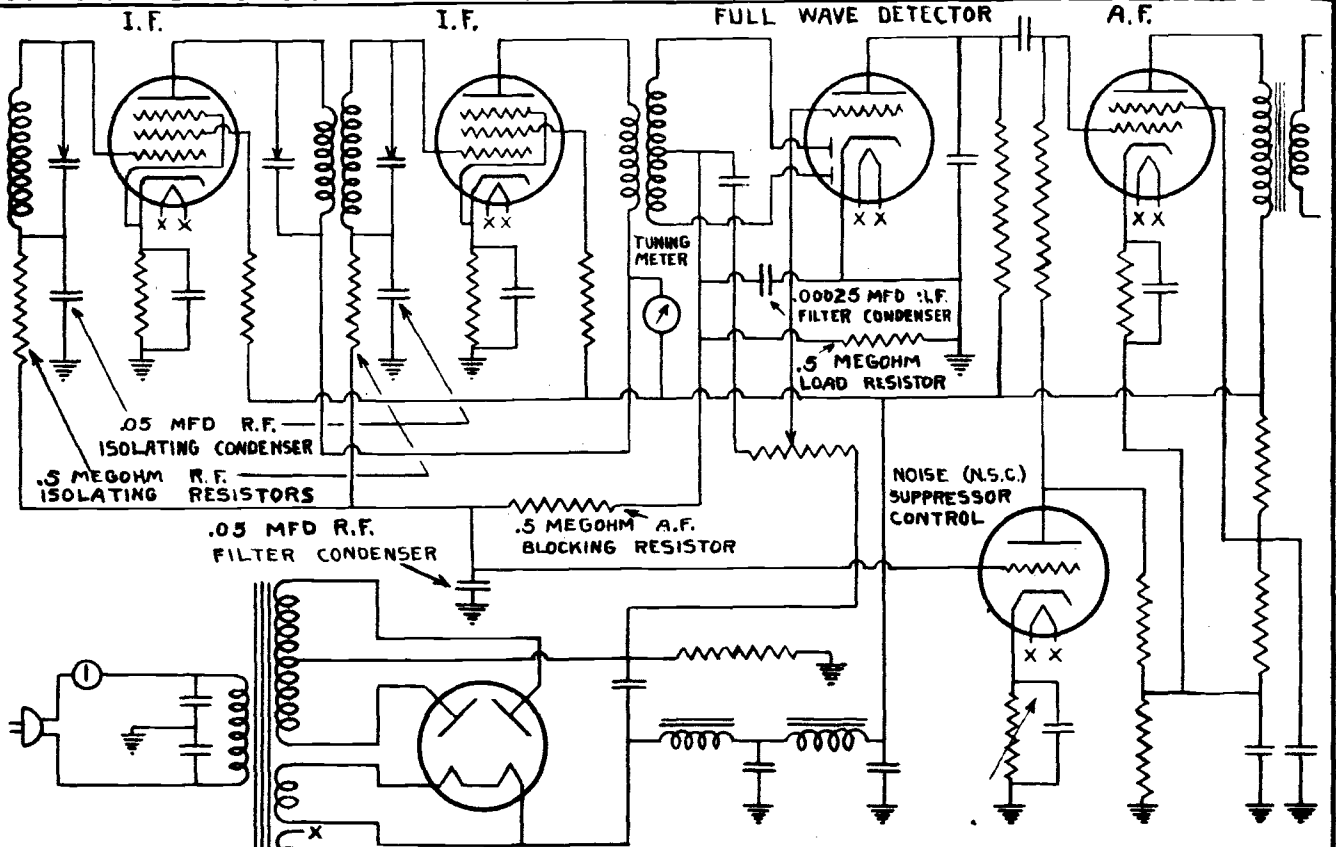 I.F.
I.F.
FULL WAVE DETECTOR
A.F.
X X
X X
X X
X X
TUNING
METER
.00025 MFD I.F.
FILTER CONDENSER
.5 MEGOHM
LOAD RESISTOR
.05 MFD R.F.
ISOLATING CONDENSER
.5 MEGOHM R.F.
ISOLATING RESISTORS
.05 MFD R.F.
FILTER CONDENSER
.5 MEGOHM A.F.
BLOCKING RESISTOR
NOISE (N.S.C.)
SUPPRESSOR
CONTROL
X X
X